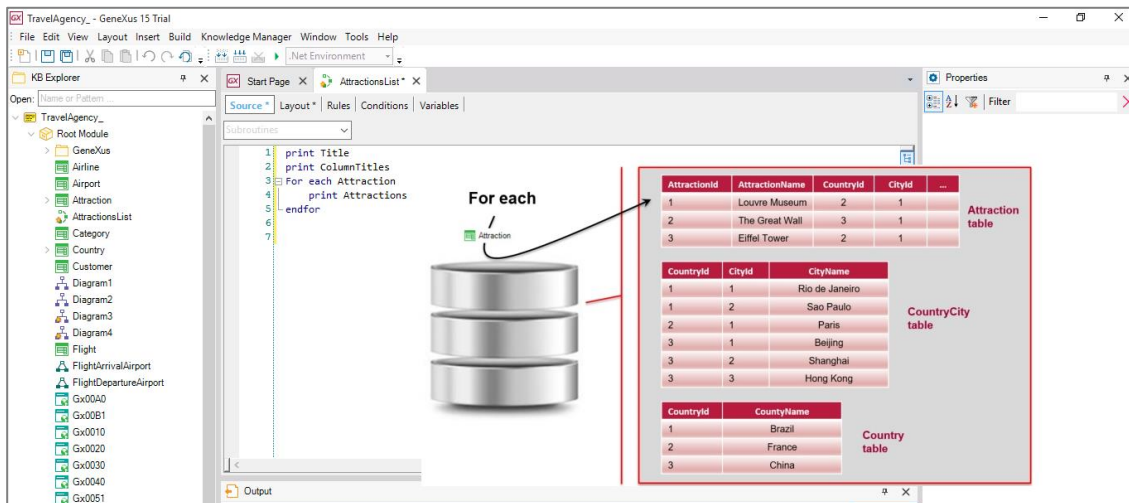 TravelAgency_ - GeneXus 15 Trial
File Edit View Layout Insert Build Knowledge Manager Window Tools Help
.Net Environment
KB Explorer
Open: Name or Pattern ...
TravelAgency_
Root Module
GeneXus
Airline
Airport
Attraction
AttractionsList
Category
Country
Customer
Diagram1
Diagram2
Diagram3
Diagram4
Flight
FlightArrivalAirport
FlightDepartureAirport
Gx00A0
Gx00B1
Gx0010
Gx0020
Gx0030
Gx0040
Gx0051
Start Page AttractionsList *
Source * Layout * Rules Conditions Variables
Subroutines
1 print Title
2 print ColumnTitles
3 For each Attraction
4 print Attractions
5 endfor
6
7
For each
Attraction
AttractionId AttractionName CountryId CityId ...
1 Louvre Museum 2 1
2 The Great Wall 3 1
3 Eiffel Tower 2 1
Attraction
table
CountryId CityId CityName
1 1 Rio de Janeiro
1 2 Sao Paulo
2 1 Paris
3 1 Beijing
3 2 Shanghai
3 3 Hong Kong
CountryCity
table
CountryId CountyName
1 Brazil
2 France
3 China
Country
table
Output
Properties
Filter